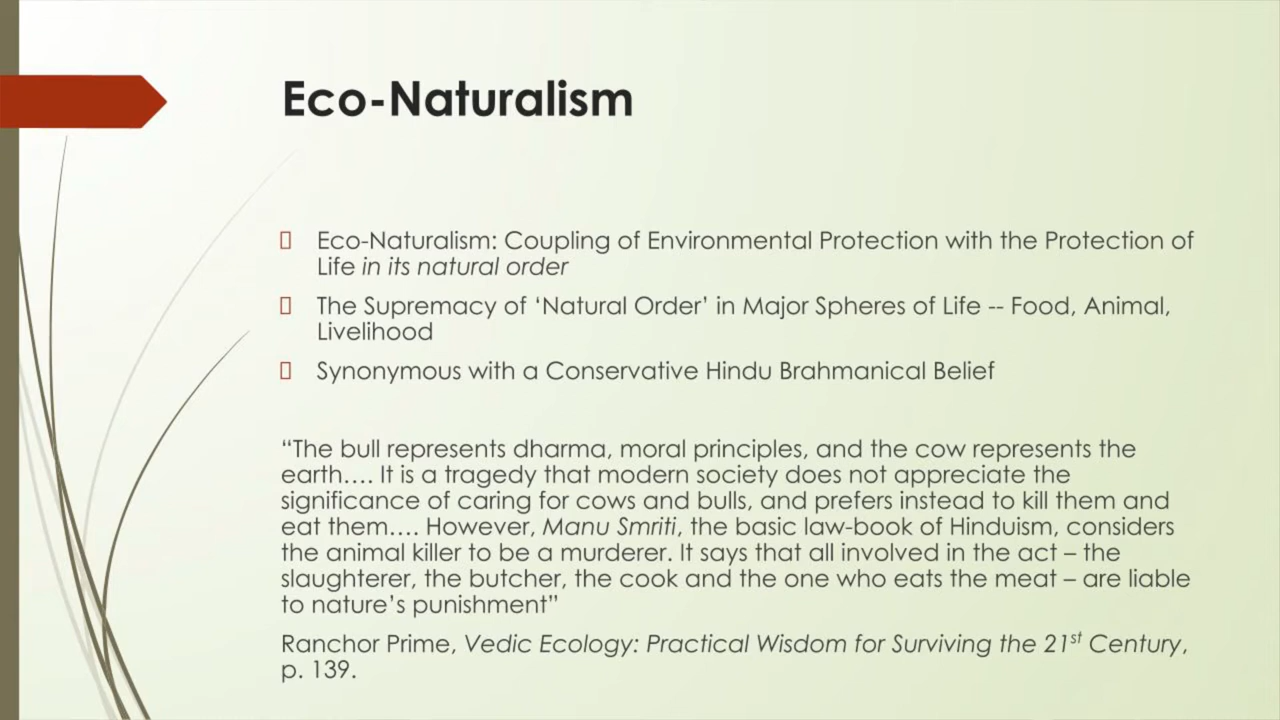 Eco-Naturalism
Eco-Naturalism: Coupling of Environmental Protection with the Protection of
Life in its natural order
The Supremacy of ‘Natural Order’ in Major Spheres of Life -- Food, Animal,
Livelihood
Synonymous with a Conservative Hindu Brahmanical Belief
“The bull represents dharma, moral principles, and the cow represents the
earth…. It is a tragedy that modern society does not appreciate the
significance of caring for cows and bulls, and prefers instead to kill them and
eat them…. However, Manu Smriti, the basic law-book of Hinduism, considers
the animal killer to be a murderer. It says that all involved in the act – the
slaughterer, the butcher, the cook and the one who eats the meat – are liable
to nature’s punishment”
Ranchor Prime, Vedic Ecology: Practical Wisdom for Surviving the 21st Century,
p. 139.